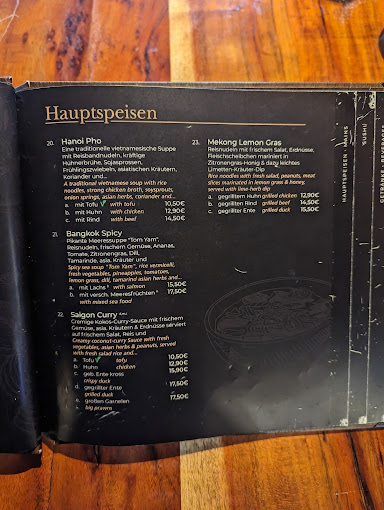 Hauptspeisen
20. Hanoi Pho
Eine traditionelle vietnamesische Suppe
mit Reisbandnudeln, kräftige
Hühnerbrühe, Sojasprossen,
Frühlingszwiebeln, asiatischen Kräutern,
Koriander und...
A traditional vietnamese soup with rice
noodles, strong chicken broth, soysprouts,
onion springs, asian herbs, coriander and...
a. mit Tofu with tofu 10,50€
b. mit Huhn with chicken 12,90€
c. mit Rind with beef 14,50€
21. Bangkok Spicy
Pikante Meeressuppe "Tom Yam",
Reisnudeln, frischem Gemüse, Ananas,
Tomate, Zitronengras, Dill,
Tamarinde, asia. Kräuter und
Spicy sea soup "Tom Yam", rice vermicelli,
fresh vegetables, pineapples, tomatoes,
lemon grass, dill, tamarind asian herbs and...
a. mit Lachs with salmon 15,50€
b. mit versch. Meeresfrüchten 17,50€
with mixed sea food
22. Saigon Curry
Cremige Kokos-Curry-Sauce mit frischem
Gemüse, asia. Kräutern & Erdnüsse serviert
auf frischem Salat, Reis und
Creamy coconut-curry Sauce with fresh
vegetables, asian herbs & peanuts, served
with fresh salad rice and...
a. Tofu tofu 10,50€
b. Huhn chicken 12,90€
c. geb. Ente kross 15,90€
crispy duck
d. gegrillter Ente 17,50€
grilled duck
e. großen Garnelen 17,50€
big prawns
23. Mekong Lemon Gras
Reisnudeln mit frischem Salat, Erdnüsse,
Fleischscheibchen mariniert in
Zitronengras-Honig & dazu leichtes
Limetten-Kräuter-Dip
Rice noodles with fresh salad, peanuts, meat
slices marinated in lemon grass & honey,
served with lime-herb dip
a. gegrilltem Huhn grilled chicken 12,90€
b. gegrillter Rind grilled beef 14,50€
c. gegrillter Ente grilled duck 15,50€
HAUPTSPEISEN - MAINS
SUSHI